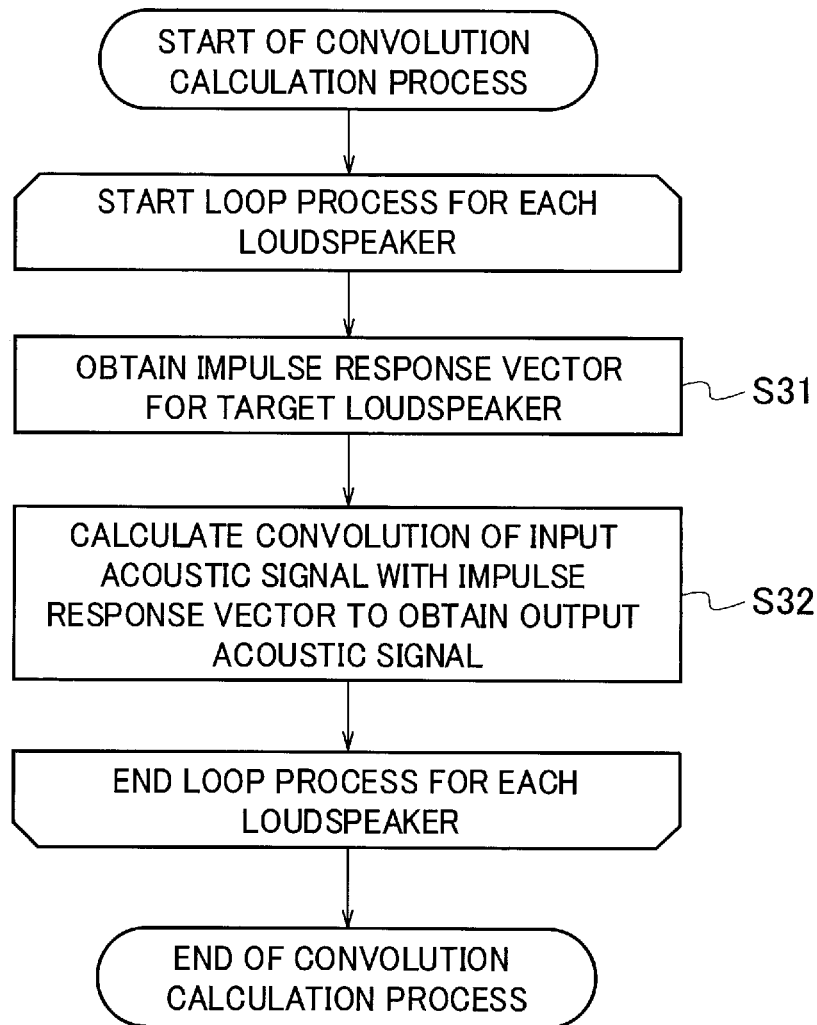 START OF CONVOLUTION
CALCULATION PROCESS
START LOOP PROCESS FOR EACH
LOUDSPEAKER
OBTAIN IMPULSE RESPONSE VECTOR
FOR TARGET LOUDSPEAKER
S31
CALCULATE CONVOLUTION OF INPUT
ACOUSTIC SIGNAL WITH IMPULSE
RESPONSE VECTOR TO OBTAIN OUTPUT
ACOUSTIC SIGNAL
S32
END LOOP PROCESS FOR EACH
LOUDSPEAKER
END OF CONVOLUTION
CALCULATION PROCESS